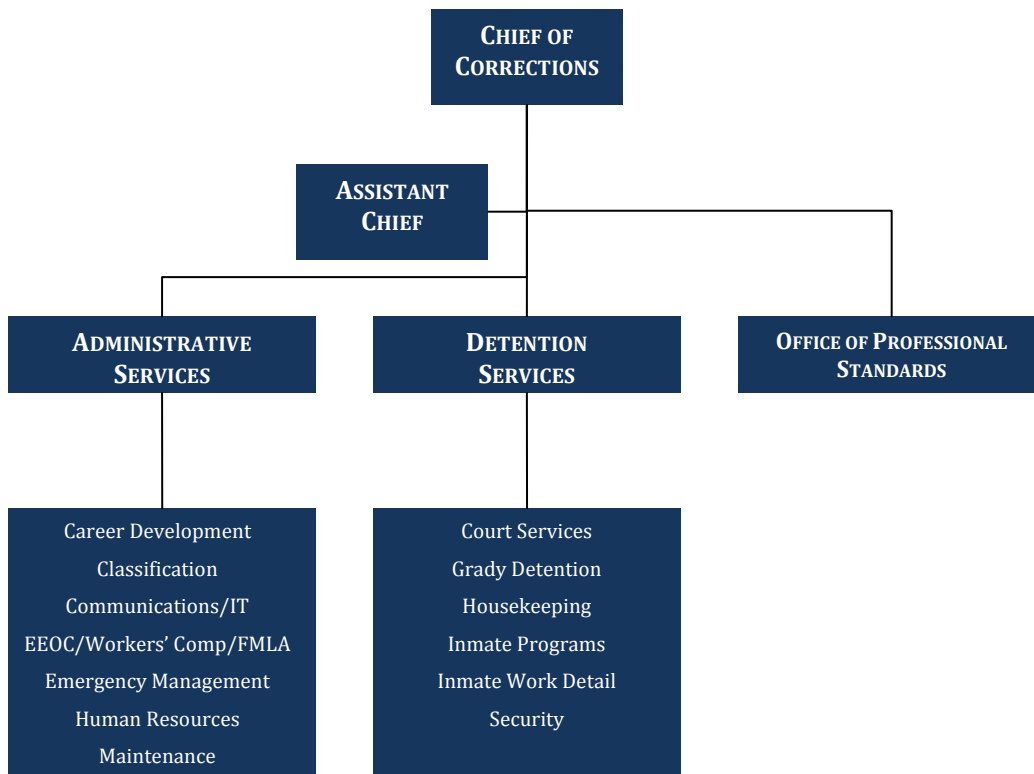 CHIEF OF
CORRECTIONS
ASSISTANT
CHIEF
ADMINISTRATIVE
SERVICES
DETENTION
SERVICES
OFFICE OF PROFESSIONAL
STANDARDS
Career Development
Classification
Communications/IT
EEOC/Workers’ Comp/FMLA
Emergency Management
Human Resources
Maintenance
Court Services
Grady Detention
Housekeeping
Inmate Programs
Inmate Work Detail
Security